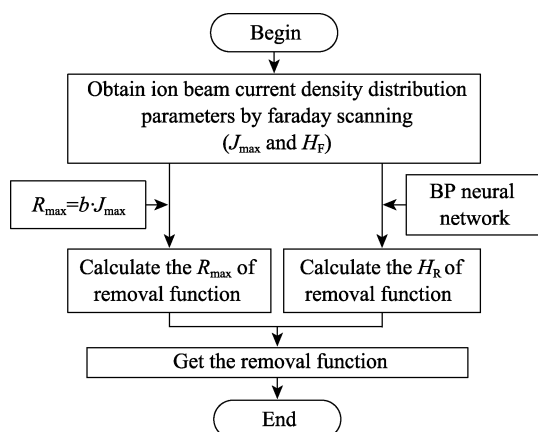 Begin
Obtain ion beam current density distribution
parameters by faraday scanning
(Jmax and HF)
Rmax=b·Jmax
BP neural
network
Calculate the Rmax of
removal function
Calculate the HR of
removal function
Get the removal function
End